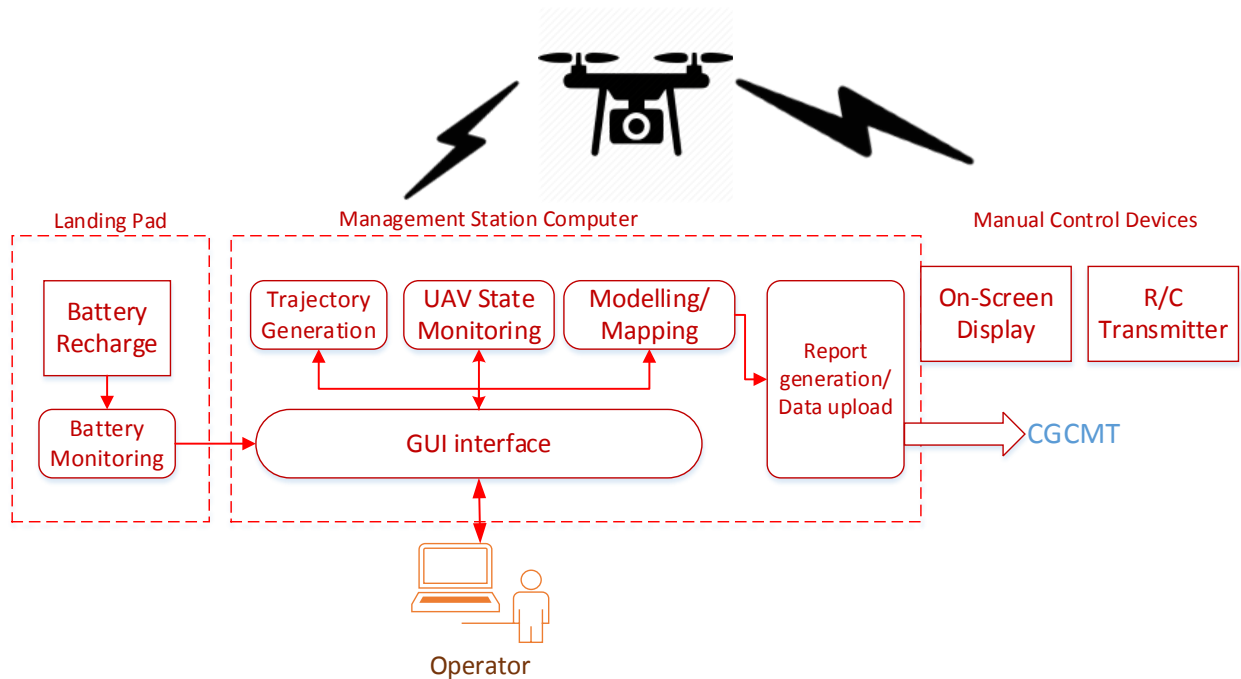 Landing Pad
Management Station Computer
Manual Control Devices
Battery
Recharge
Battery
Monitoring
Trajectory
Generation
UAV State
Monitoring
Modelling/
Mapping
GUI interface
Report
generation/
Data upload
On-Screen
Display
R/C
Transmitter
CGCMT
Operator